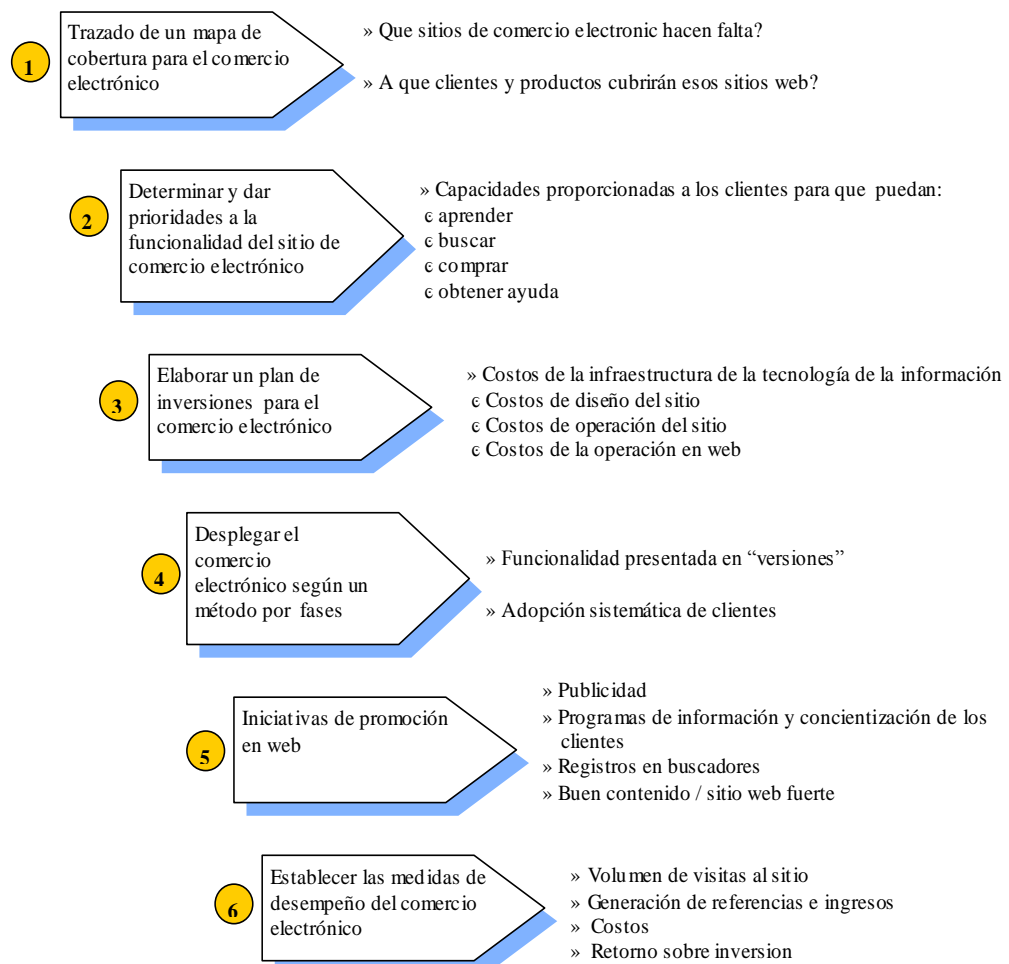 1
Trazado de un mapa de
cobertura para el comercio
electrónico
» Que sitios de comercio electronic hacen falta?
» A que clientes y productos cubrirán esos sitios web?
2
Determinar y dar
prioridades a la
funcionalidad del sitio de
comercio electrónico
» Capacidades proporcionadas a los clientes para que puedan:
є aprender
є buscar
є comprar
є obtener ayuda
3
Elaborar un plan de
inversiones para el
comercio electrónico
» Costos de la infraestructura de la tecnología de la información
є Costos de diseño del sitio
є Costos de operación del sitio
є Costos de la operación en web
4
Desplegar el
comercio
electrónico según un
método por fases
» Funcionalidad presentada en “versiones”
» Adopción sistemática de clientes
5
Iniciativas de promoción
en web
» Publicidad
» Programas de información y concientización de los
clientes
» Registros en buscadores
» Buen contenido / sitio web fuerte
6
Establecer las medidas de
desempeño del comercio
electrónico
» Volumen de visitas al sitio
» Generación de referencias e ingresos
» Costos
» Retorno sobre inversion